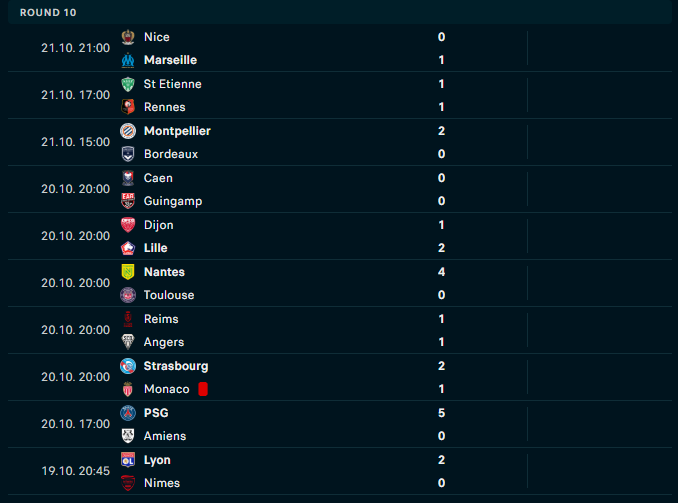 ROUND 10
21.10. 21:00
Nice 0
Marseille 1
21.10. 17:00
St Etienne 1
Rennes 1
21.10. 15:00
Montpellier 2
Bordeaux 0
20.10. 20:00
Caen 0
Guingamp 0
20.10. 20:00
Dijon 1
Lille 2
20.10. 20:00
Nantes 4
Toulouse 0
20.10. 20:00
Reims 1
Angers 1
20.10. 20:00
Strasbourg 2
Monaco 1
20.10. 17:00
PSG 5
Amiens 0
19.10. 20:45
Lyon 2
Nimes 0